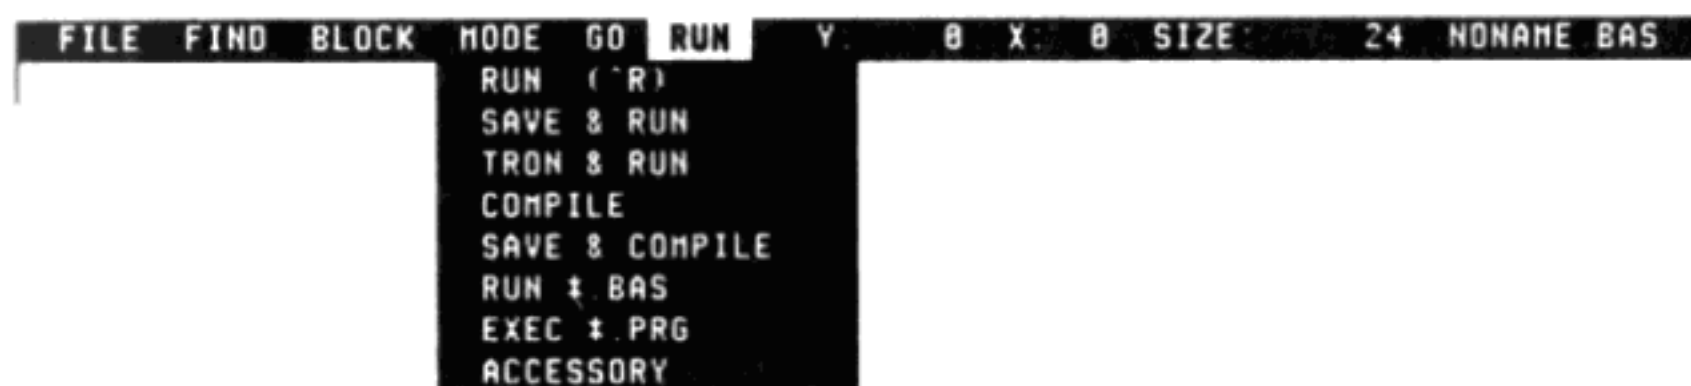 FILE FIND BLOCK MODE GO RUN Y: 0 X: 0 SIZE: 24 NONAME.BAS
RUN (^R)
SAVE & RUN
TRON & RUN
COMPILE
SAVE & COMPILE
RUN *.BAS
EXEC *.PRG
ACCESSORY